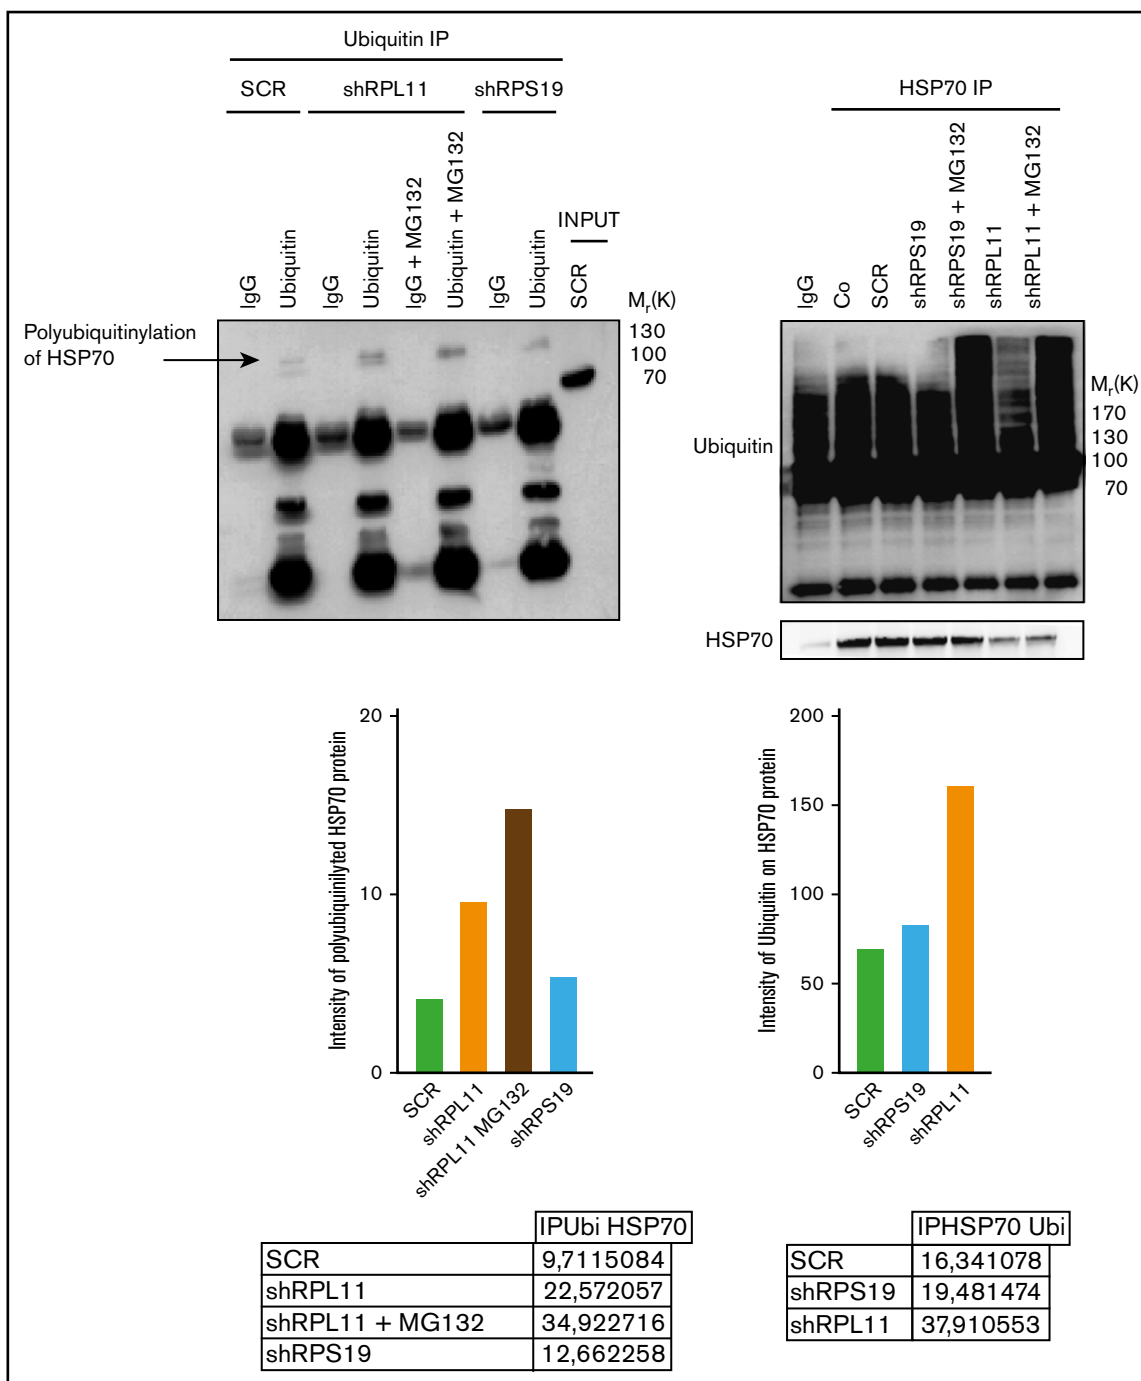 Ubiquitin IP
SCR
shRPL11
shRPS19
IgG
Ubiquitin
IgG
Ubiquitin
IgG + MG132
Ubiquitin + MG132
IgG
Ubiquitin
INPUT
SCR
Mr(K)
130
100
70
Polyubiquitinylation
of HSP70
HSP70 IP
IgG
Co
SCR
shRPS19
shRPS19 + MG132
shRPL11
shRPL11 + MG132
Mr(K)
170
130
100
70
Ubiquitin
HSP70
Intensity of polyubiquinilyted HSP70 protein
20
10
0
SCR
shRPL11
shRPL11 MG132
shRPS19
Intensity of Ubiquitin on HSP70 protein
200
150
100
50
0
SCR
shRPS19
shRPL11
IPUbi HSP70
SCR 9,7115084
shRPL11 22,572057
shRPL11 + MG132 34,922716
shRPS19 12,662258
IPHSP70 Ubi
SCR 16,341078
shRPS19 19,481474
shRPL11 37,910553